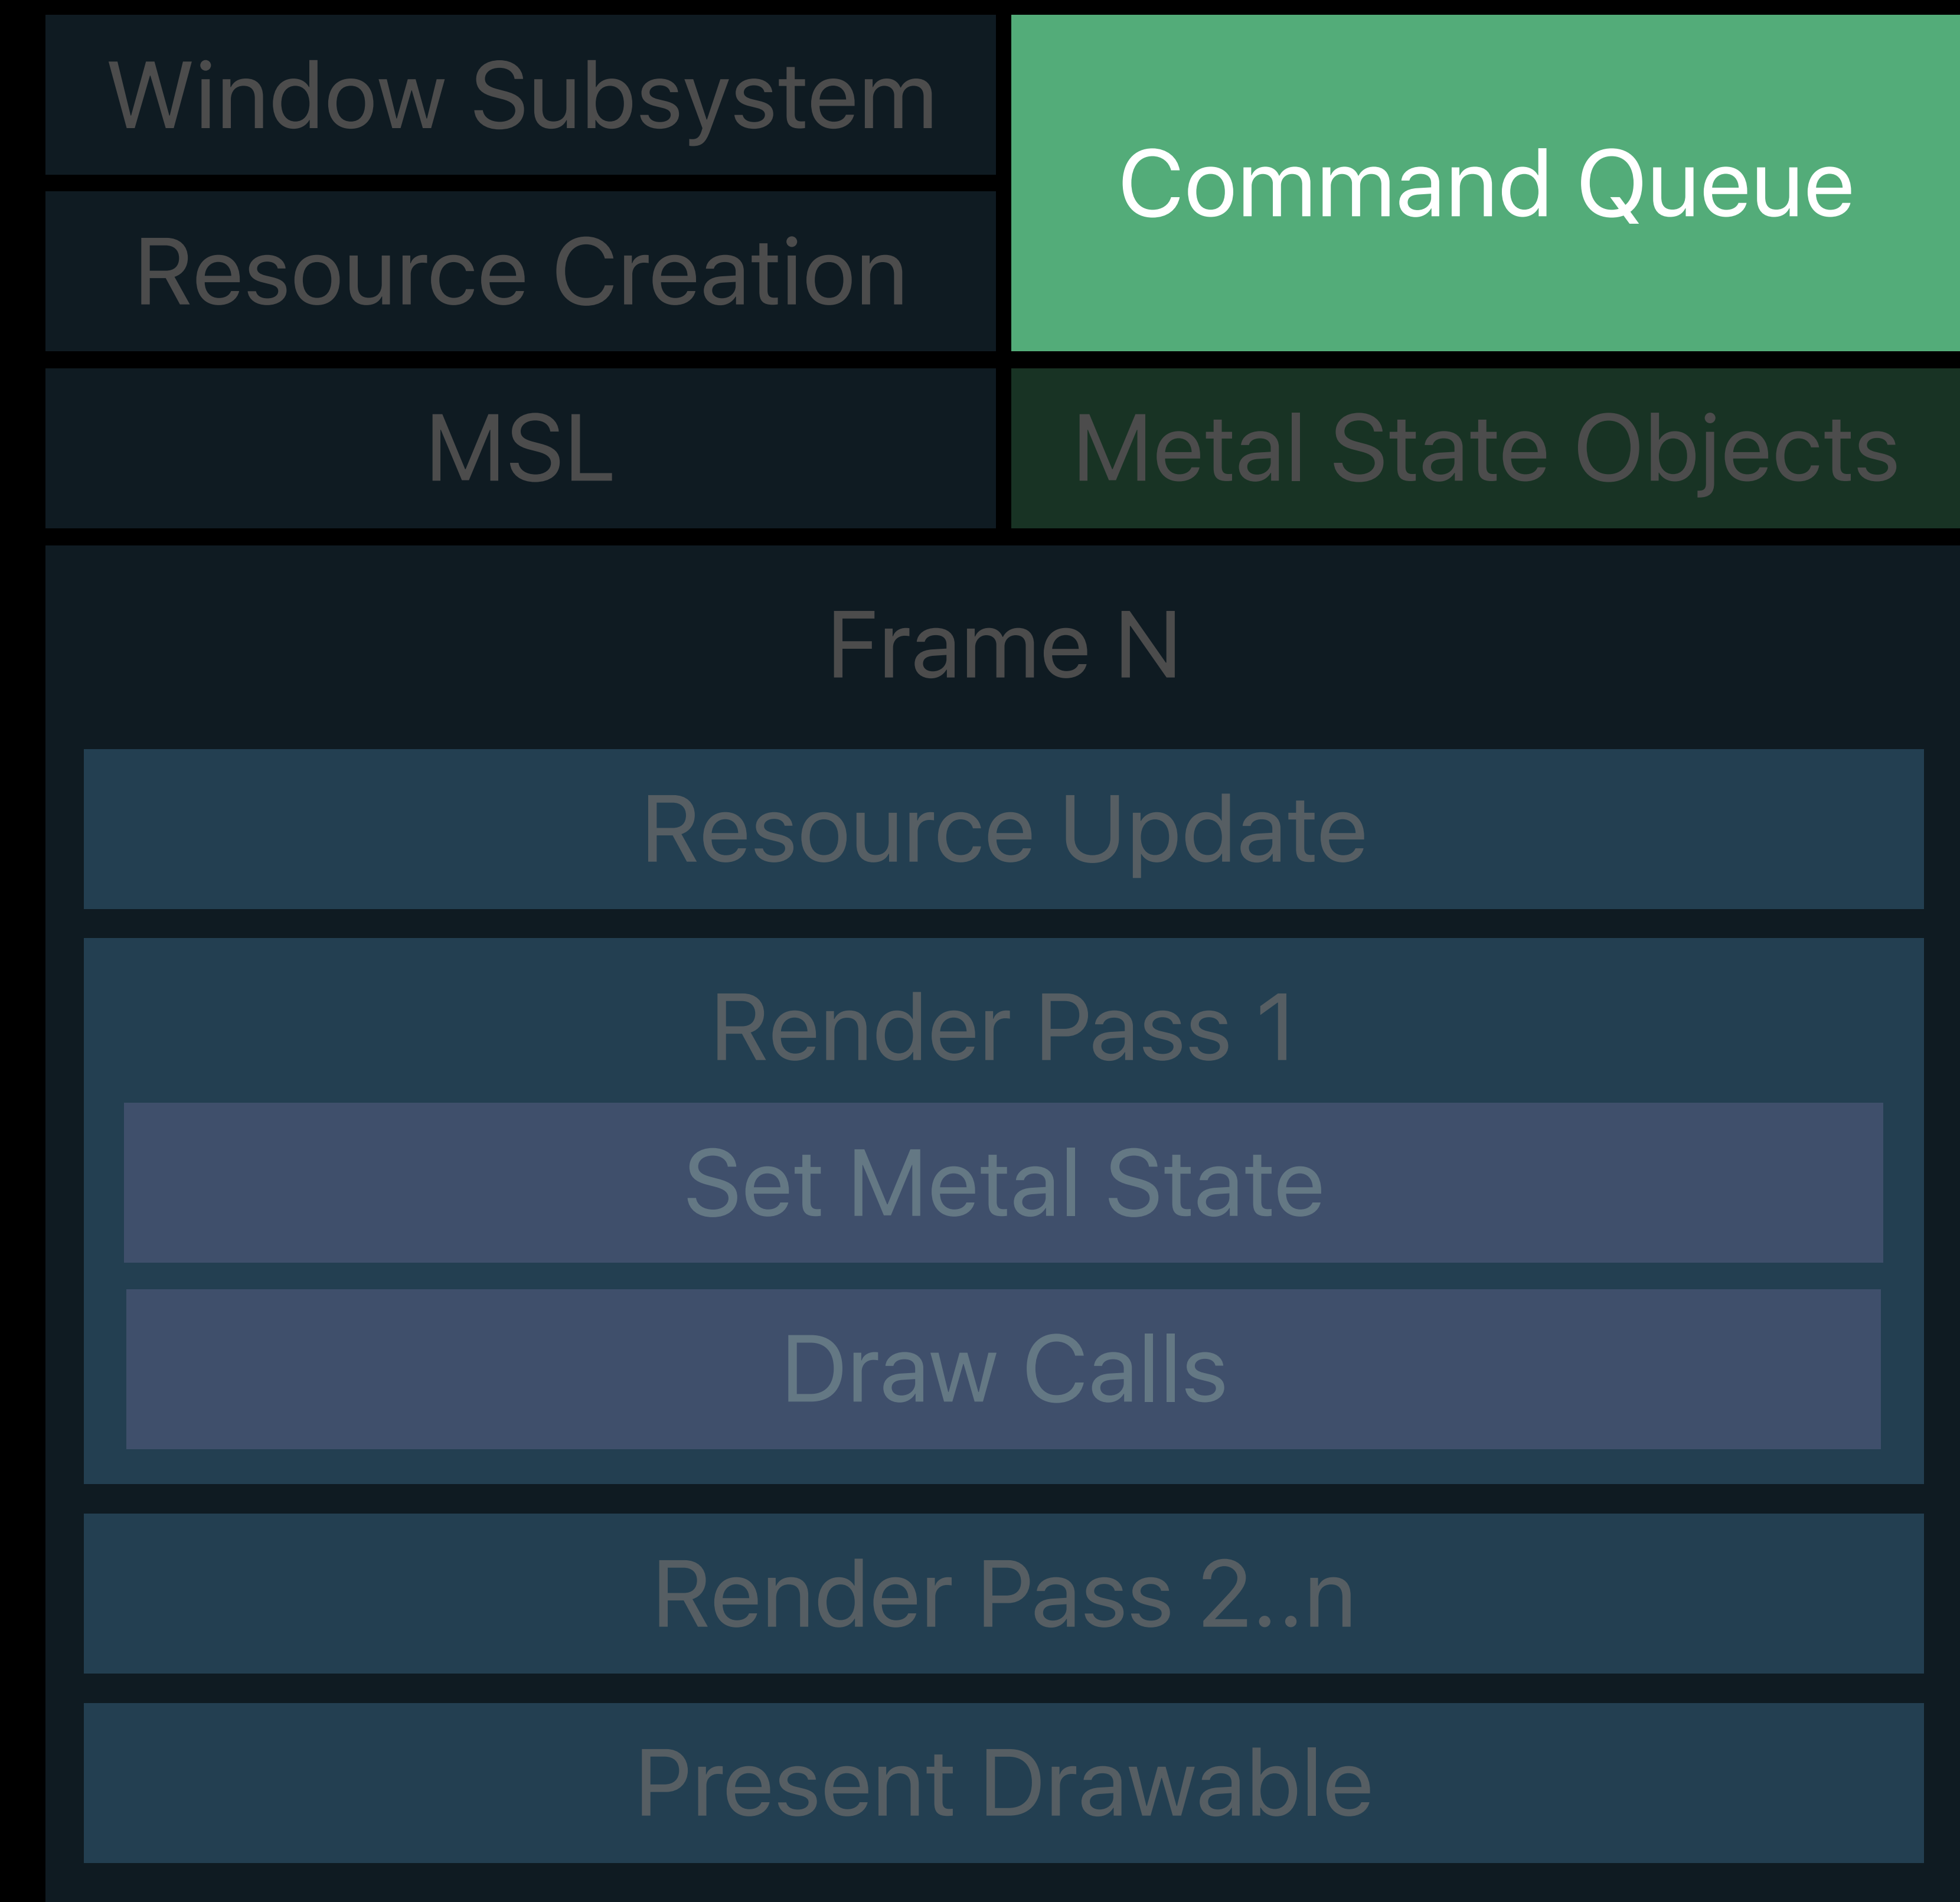 Window Subsystem
Command Queue
Resource Creation
MSL
Metal State Objects
Frame N
Resource Update
Render Pass 1
Set Metal State
Draw Calls
Render Pass 2..n
Present Drawable